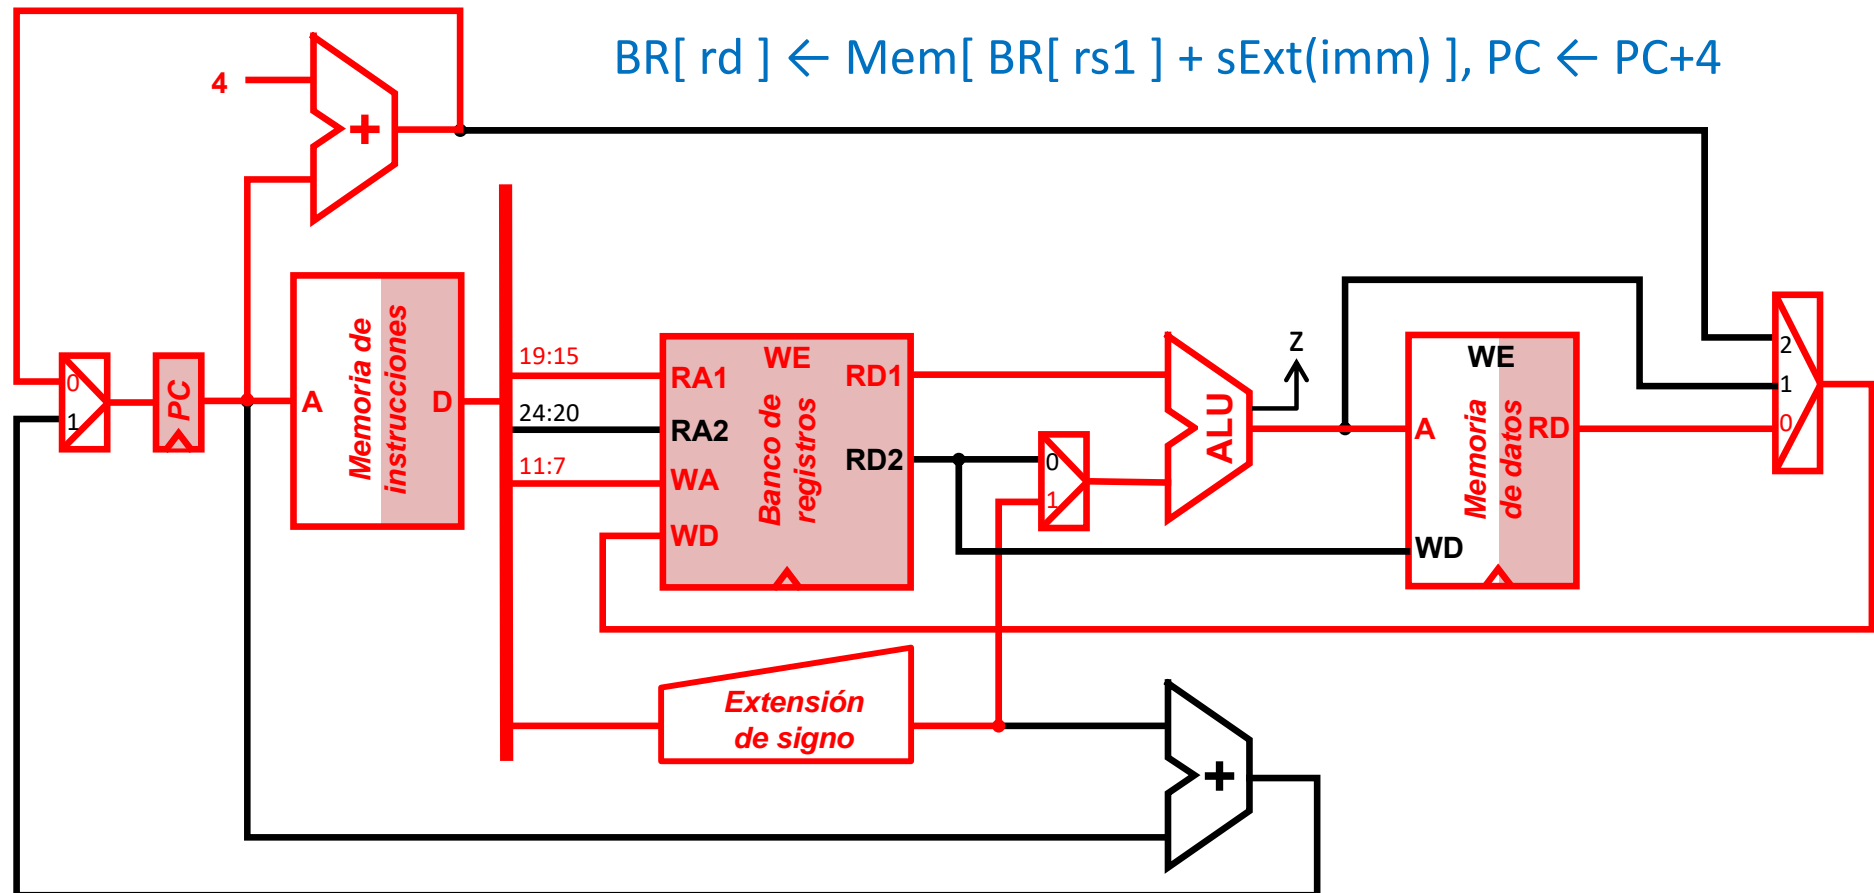 BR[ rd ] ← Mem[ BR[ rs1 ] + sExt(imm) ], PC ← PC+4
4
+
0
1
PC
A
Memoria de
instrucciones
D
19:15
24:20
11:7
RA1
RA2
WA
WD
WE
Banco de
registros
RD1
RD2
0
1
ALU
Z
A
WE
WD
Memoria
de datos
RD
2
1
0
Extensión
de signo
+